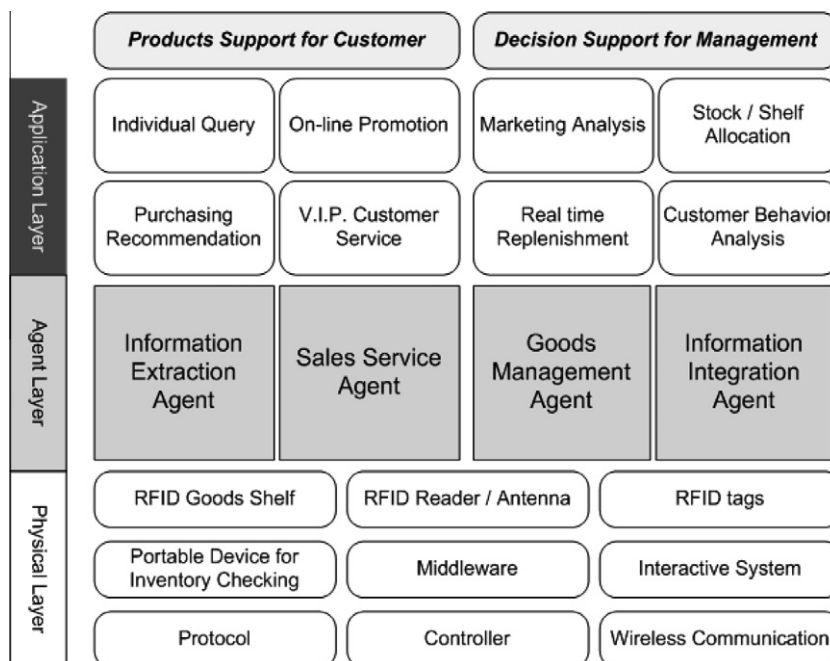 Products Support for Customer
Decision Support for Management
Application Layer
Individual Query
On-line Promotion
Marketing Analysis
Stock / Shelf
Allocation
Purchasing
Recommendation
V.I.P. Customer
Service
Real time
Replenishment
Customer Behavior
Analysis
Agent Layer
Information
Extraction
Agent
Sales Service
Agent
Goods
Management
Agent
Information
Integration
Agent
Physical Layer
RFID Goods Shelf
RFID Reader / Antenna
RFID tags
Portable Device for
Inventory Checking
Middleware
Interactive System
Protocol
Controller
Wireless Communication